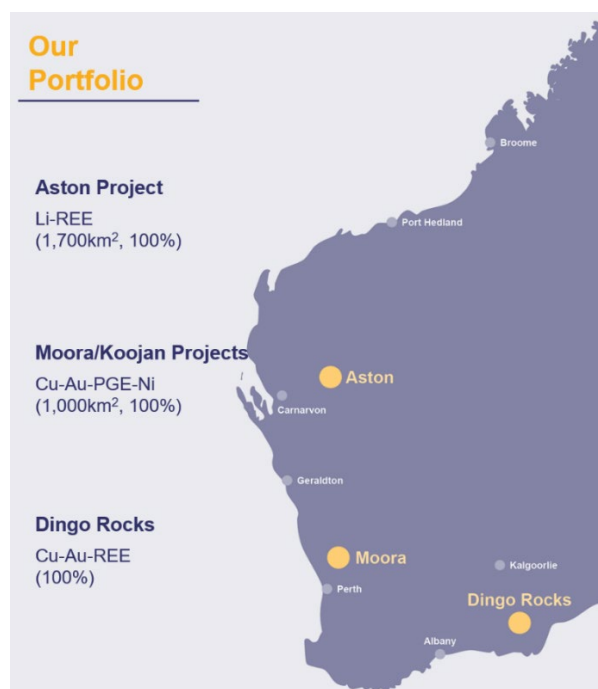 Our
Portfolio
Aston Project
Li-REE
(1,700km², 100%)
Moora/Koojan Projects
Cu-Au-PGE-Ni
(1,000km², 100%)
Dingo Rocks
Cu-Au-REE
(100%)
Broome
Port Hedland
Aston
Carnarvon
Geraldton
Moora
Kalgoorlie
Perth
Dingo Rocks
Albany